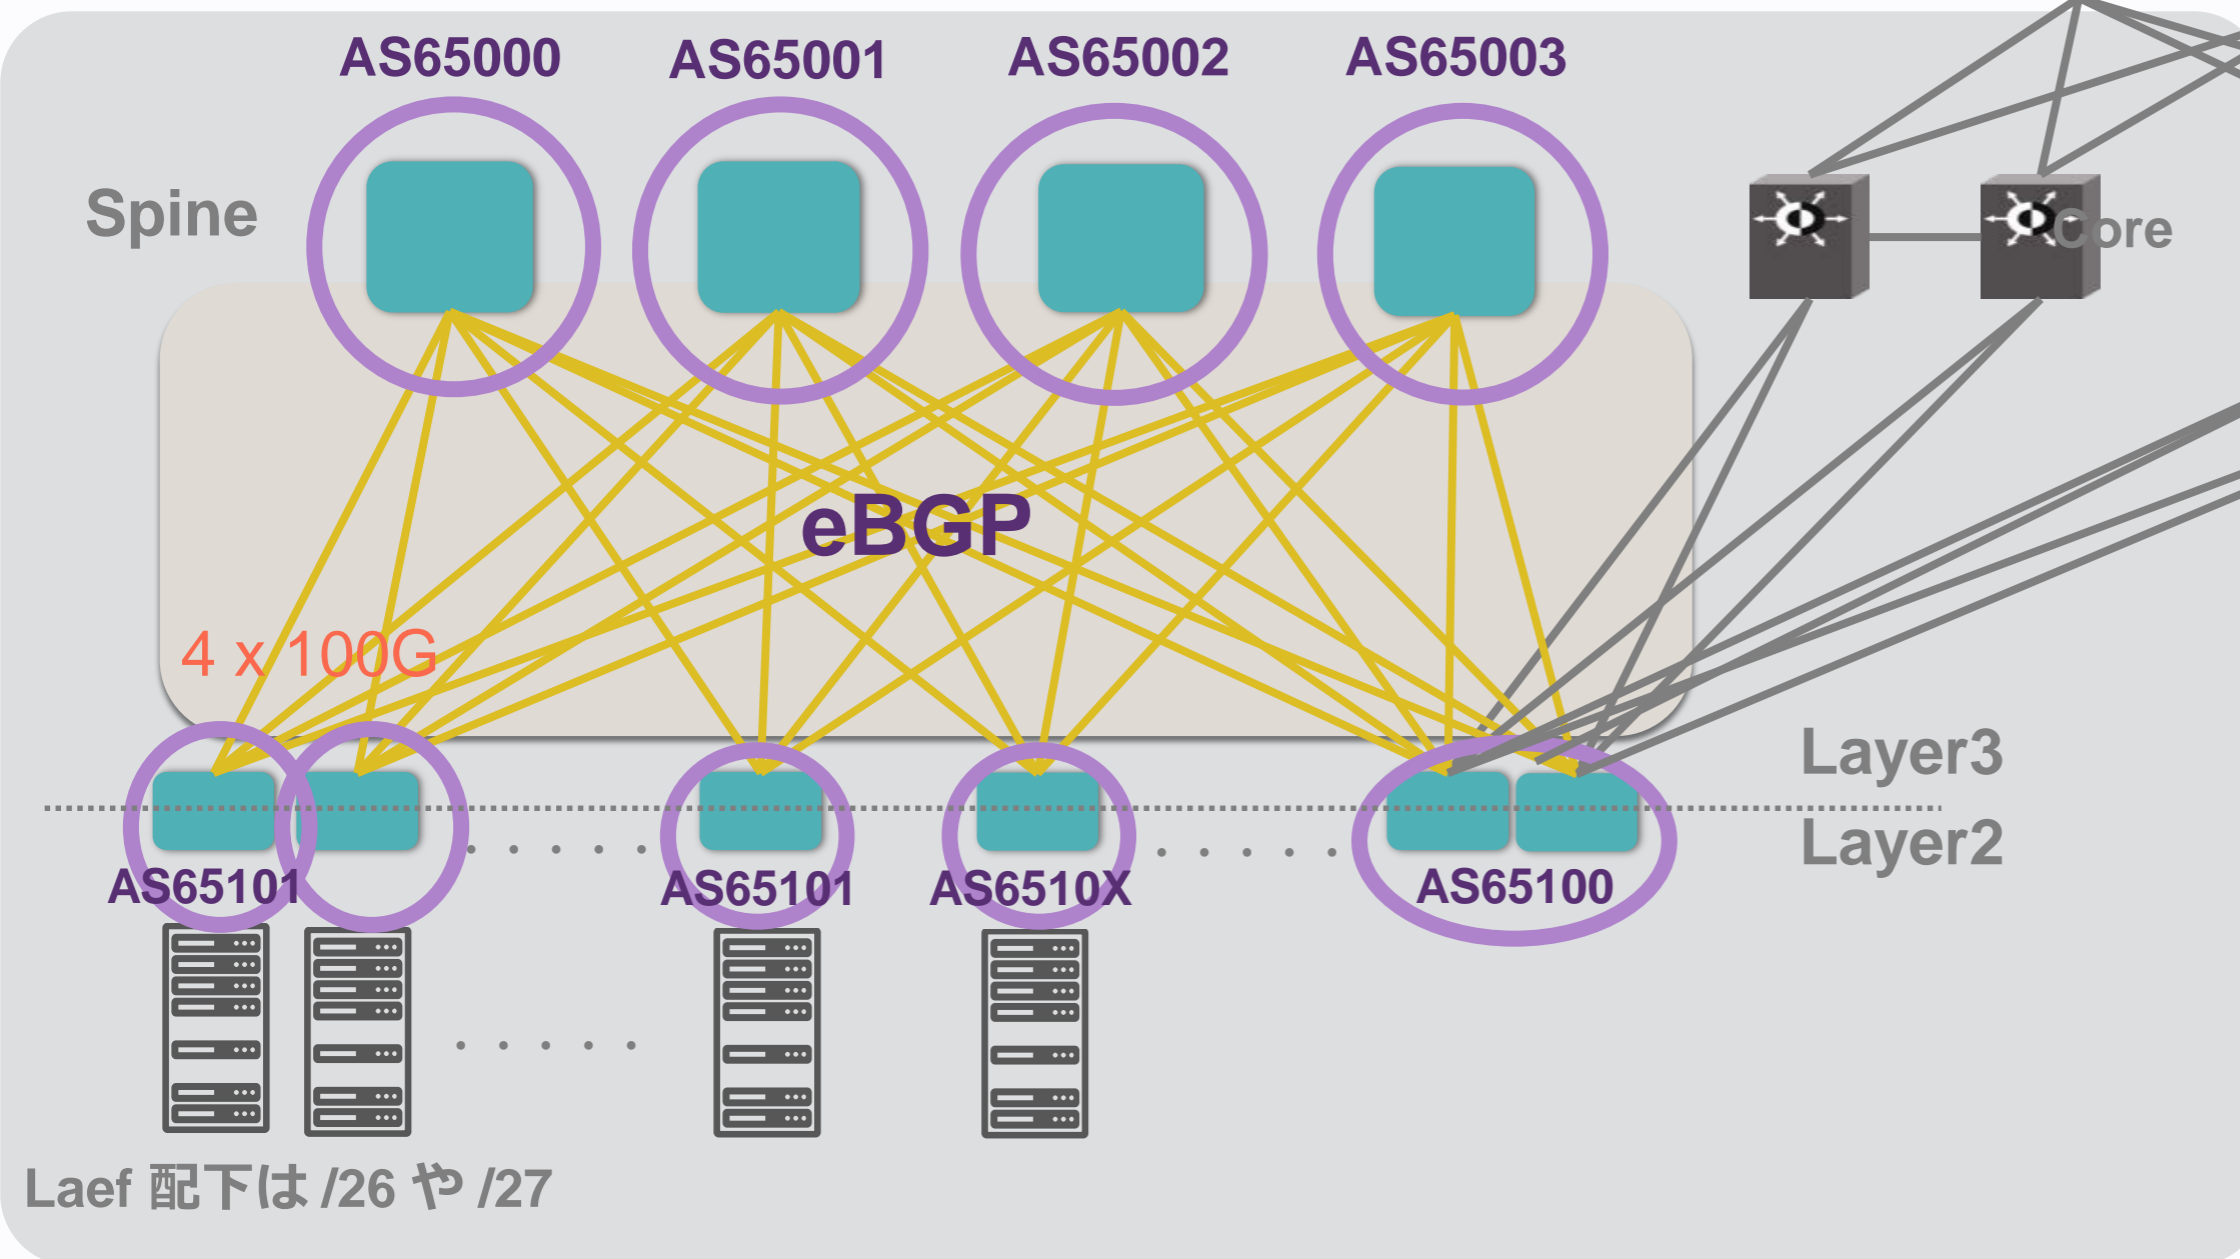 AS65000
AS65001
AS65002
AS65003
Spine
Core
eBGP
4 x 100G
Layer3
Layer2
AS65101
AS65101
AS6510X
AS65100
Laef 配下は /26 や /27